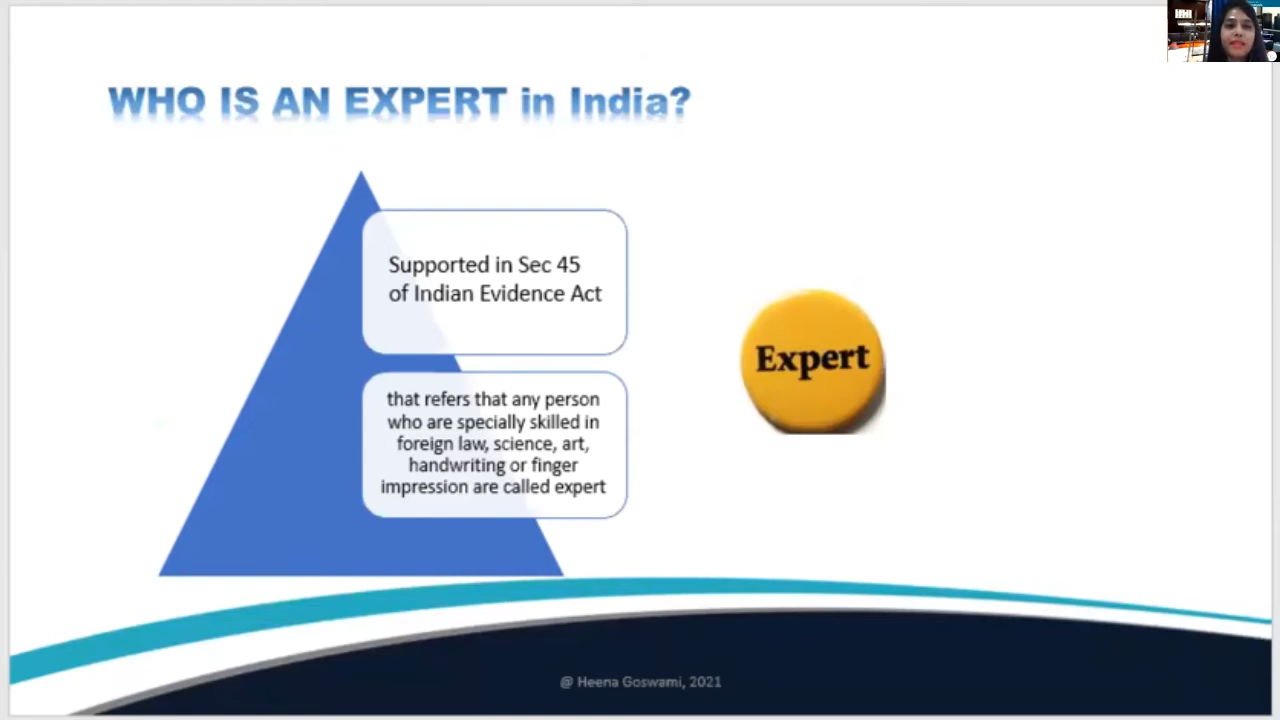 WHO IS AN EXPERT in India?
Supported in Sec 45
of Indian Evidence Act
that refers that any person
who are specially skilled in
foreign law, science, art,
handwriting or finger
impression are called expert
Expert
@ Heena Goswami, 2021